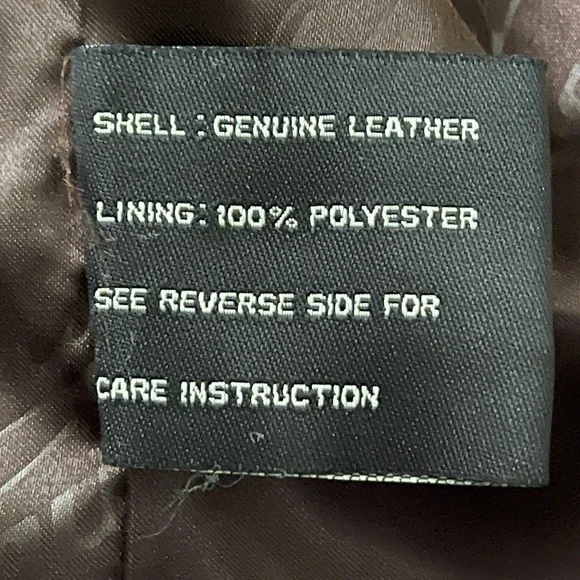 SHELL : GENUINE LEATHER
LINING: 100% POLYESTER
SEE REVERSE SIDE FOR
CARE INSTRUCTION